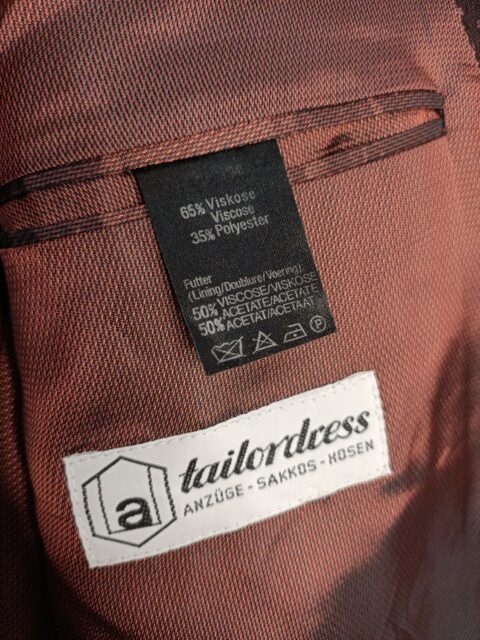 65% Viskose
Viscose
35% Polyester
Futter
(Lining/Doublure/Voering)
50% VISCOSE/VISKOSE
50% ACETATE/ACETATE
ACETAT/ACETAAT
P
a
tailordress
ANZÜGE-SAKKOS-HOSEN